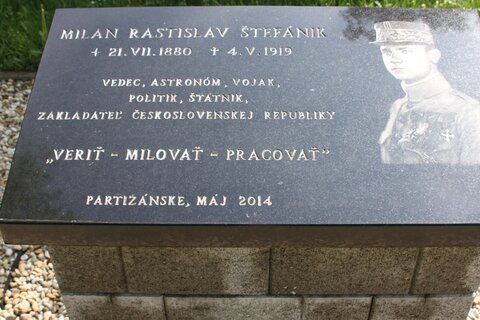 MILAN RASTISLAV ŠTEFÁNIK
+ 21. VII. 1880 ✝ 4. V. 1919
VEDEC, ASTRONÓM, VOJAK,
POLITIK, ŠTÁTNIK,
ZAKLADATEĽ ČESKOSLOVENSKEJ REPUBLIKY
„VERIŤ - MILOVAŤ - PRACOVAŤ"
PARTIZÁNSKE, MÁJ 2014